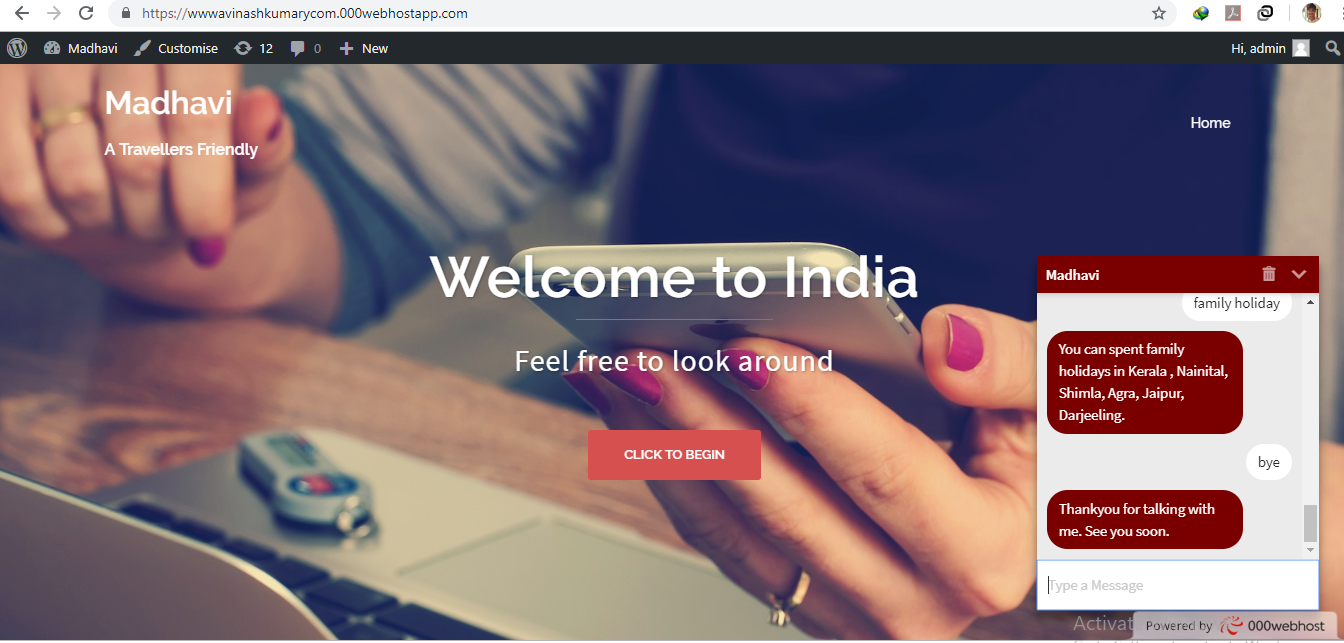 https://wwwavinashkumarycom.000webhostapp.com
Madhavi Customise 12 0 New Hi, admin
Madhavi
A Travellers Friendly
Home
Welcome to India
Feel free to look around
CLICK TO BEGIN
Madhavi
family holiday
You can spent family
holidays in Kerala , Nainital,
Shimla, Agra, Jaipur,
Darjeeling.
bye
Thankyou for talking with
me. See you soon.
Type a Message
Powered by 000webhost